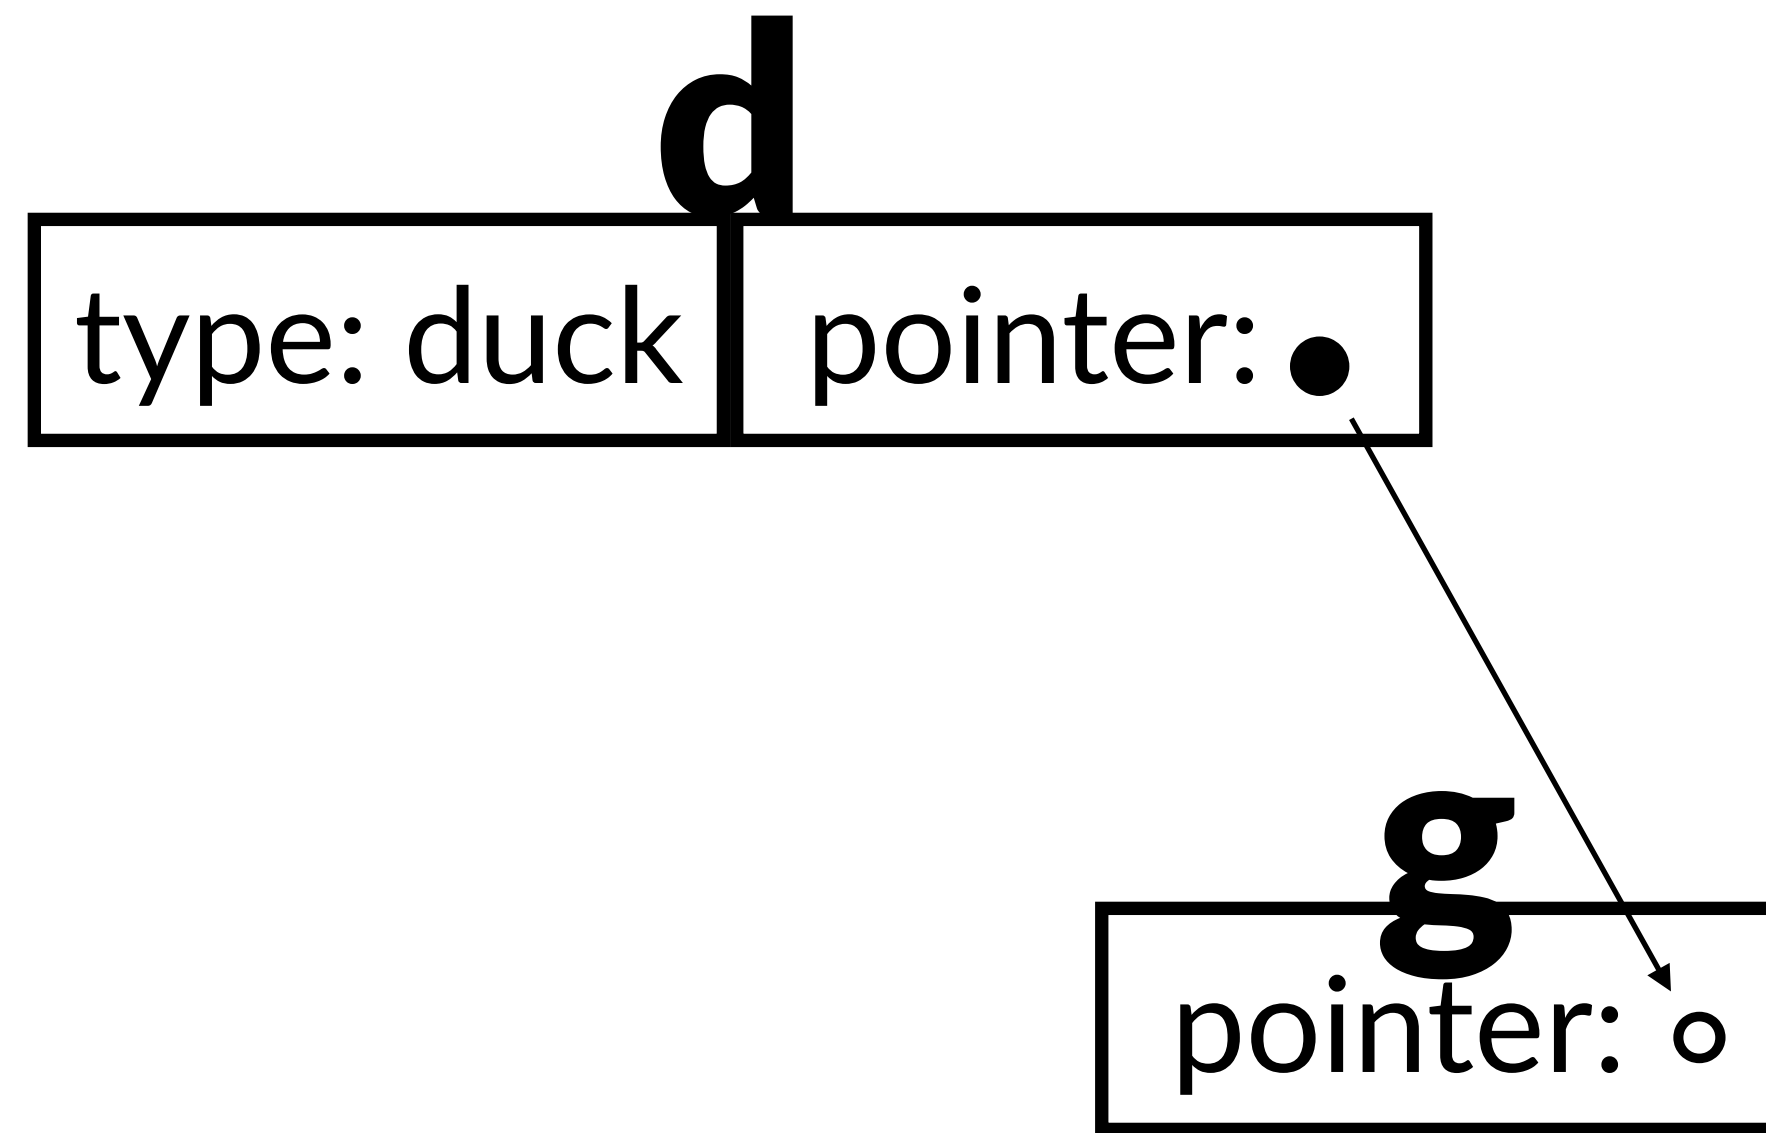 d
type: duck pointer: ●
g
pointer: ○